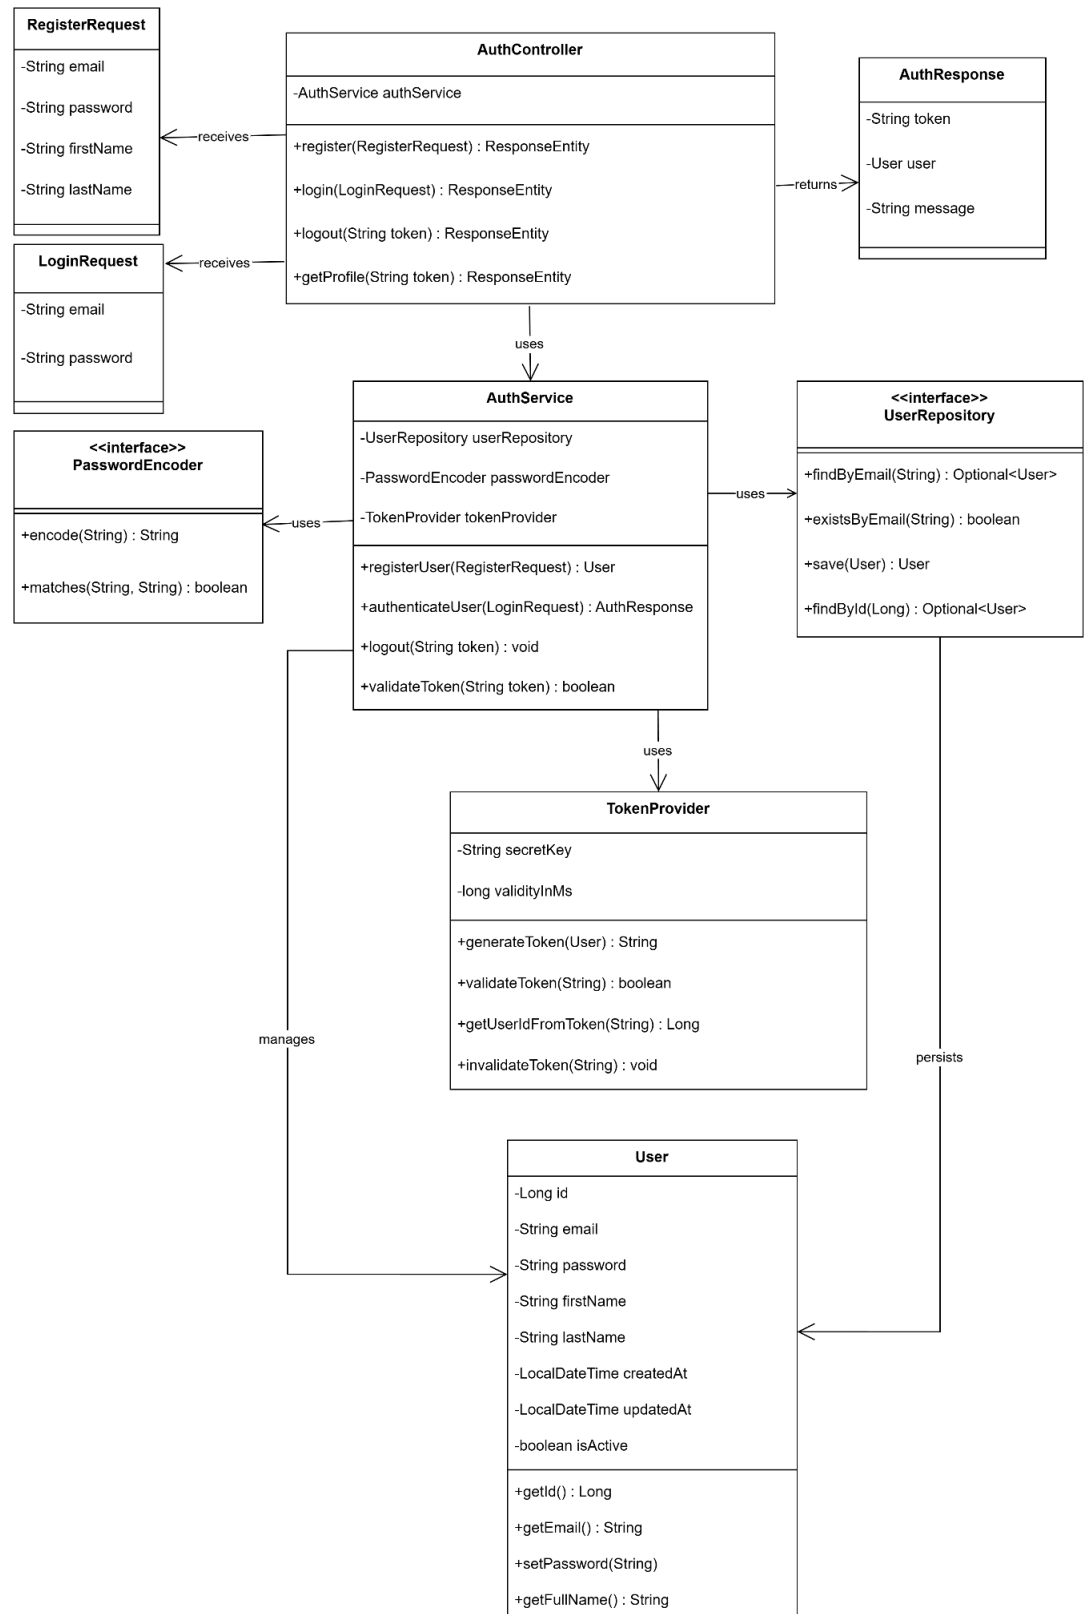 RegisterRequest
-String email
-String password
-String firstName
-String lastName
AuthController
-AuthService authService
+register(RegisterRequest) : ResponseEntity
+login(LoginRequest) : ResponseEntity
+logout(String token) : ResponseEntity
+getProfile(String token) : ResponseEntity
AuthResponse
-String token
-User user
-String message
receives
returns
receives
LoginRequest
-String email
-String password
uses
AuthService
-UserRepository userRepository
-PasswordEncoder passwordEncoder
-TokenProvider tokenProvider
+registerUser(RegisterRequest) : User
+authenticateUser(LoginRequest) : AuthResponse
+logout(String token) : void
+validateToken(String token) : boolean
<<interface>>
UserRepository
+findByEmail(String) : Optional<User>
+existsByEmail(String) : boolean
+save(User) : User
+findById(Long) : Optional<User>
<<interface>>
PasswordEncoder
+encode(String) : String
+matches(String, String) : boolean
uses
uses
uses
TokenProvider
-String secretKey
-long validityInMs
+generateToken(User) : String
+validateToken(String) : boolean
+getUserIdFromToken(String) : Long
+invalidateToken(String) : void
manages
persists
User
-Long id
-String email
-String password
-String firstName
-String lastName
-LocalDateTime createdAt
-LocalDateTime updatedAt
-boolean isActive
+getId() : Long
+getEmail() : String
+setPassword(String)
+getFullName() : String